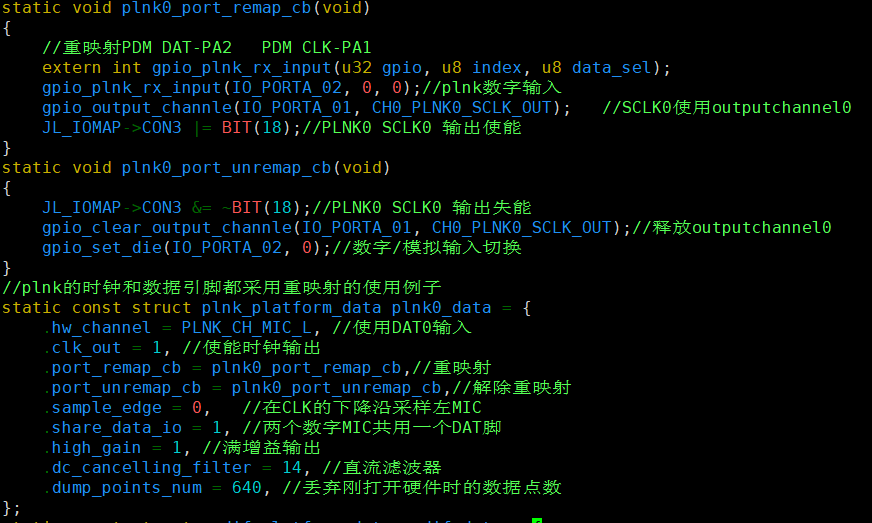 static void plnk0_port_remap_cb(void)
{
    //重映射PDM DAT-PA2   PDM CLK-PA1
    extern int gpio_plnk_rx_input(u32 gpio, u8 index, u8 data_sel);
    gpio_plnk_rx_input(IO_PORTA_02, 0, 0);//plnk数字输入
    gpio_output_channle(IO_PORTA_01, CH0_PLNK0_SCLK_OUT);   //SCLK0使用outputchannel0
    JL_IOMAP->CON3 |= BIT(18);//PLNK0 SCLK0 输出使能
}
static void plnk0_port_unremap_cb(void)
{
    JL_IOMAP->CON3 &= ~BIT(18);//PLNK0 SCLK0 输出失能
    gpio_clear_output_channle(IO_PORTA_01, CH0_PLNK0_SCLK_OUT);//释放outputchannel0
    gpio_set_die(IO_PORTA_02, 0);//数字/模拟输入切换
}
//plnk的时钟和数据引脚都采用重映射的使用例子
static const struct plnk_platform_data plnk0_data = {
    .hw_channel = PLNK_CH_MIC_L, //使用DAT0输入
    .clk_out = 1, //使能时钟输出
    .port_remap_cb = plnk0_port_remap_cb,//重映射
    .port_unremap_cb = plnk0_port_unremap_cb,//解除重映射
    .sample_edge = 0,   //在CLK的下降沿采样左MIC
    .share_data_io = 1, //两个数字MIC共用一个DAT脚
    .high_gain = 1, //满增益输出
    .dc_cancelling_filter = 14, //直流滤波器
    .dump_points_num = 640, //丢弃刚打开硬件时的数据点数
};